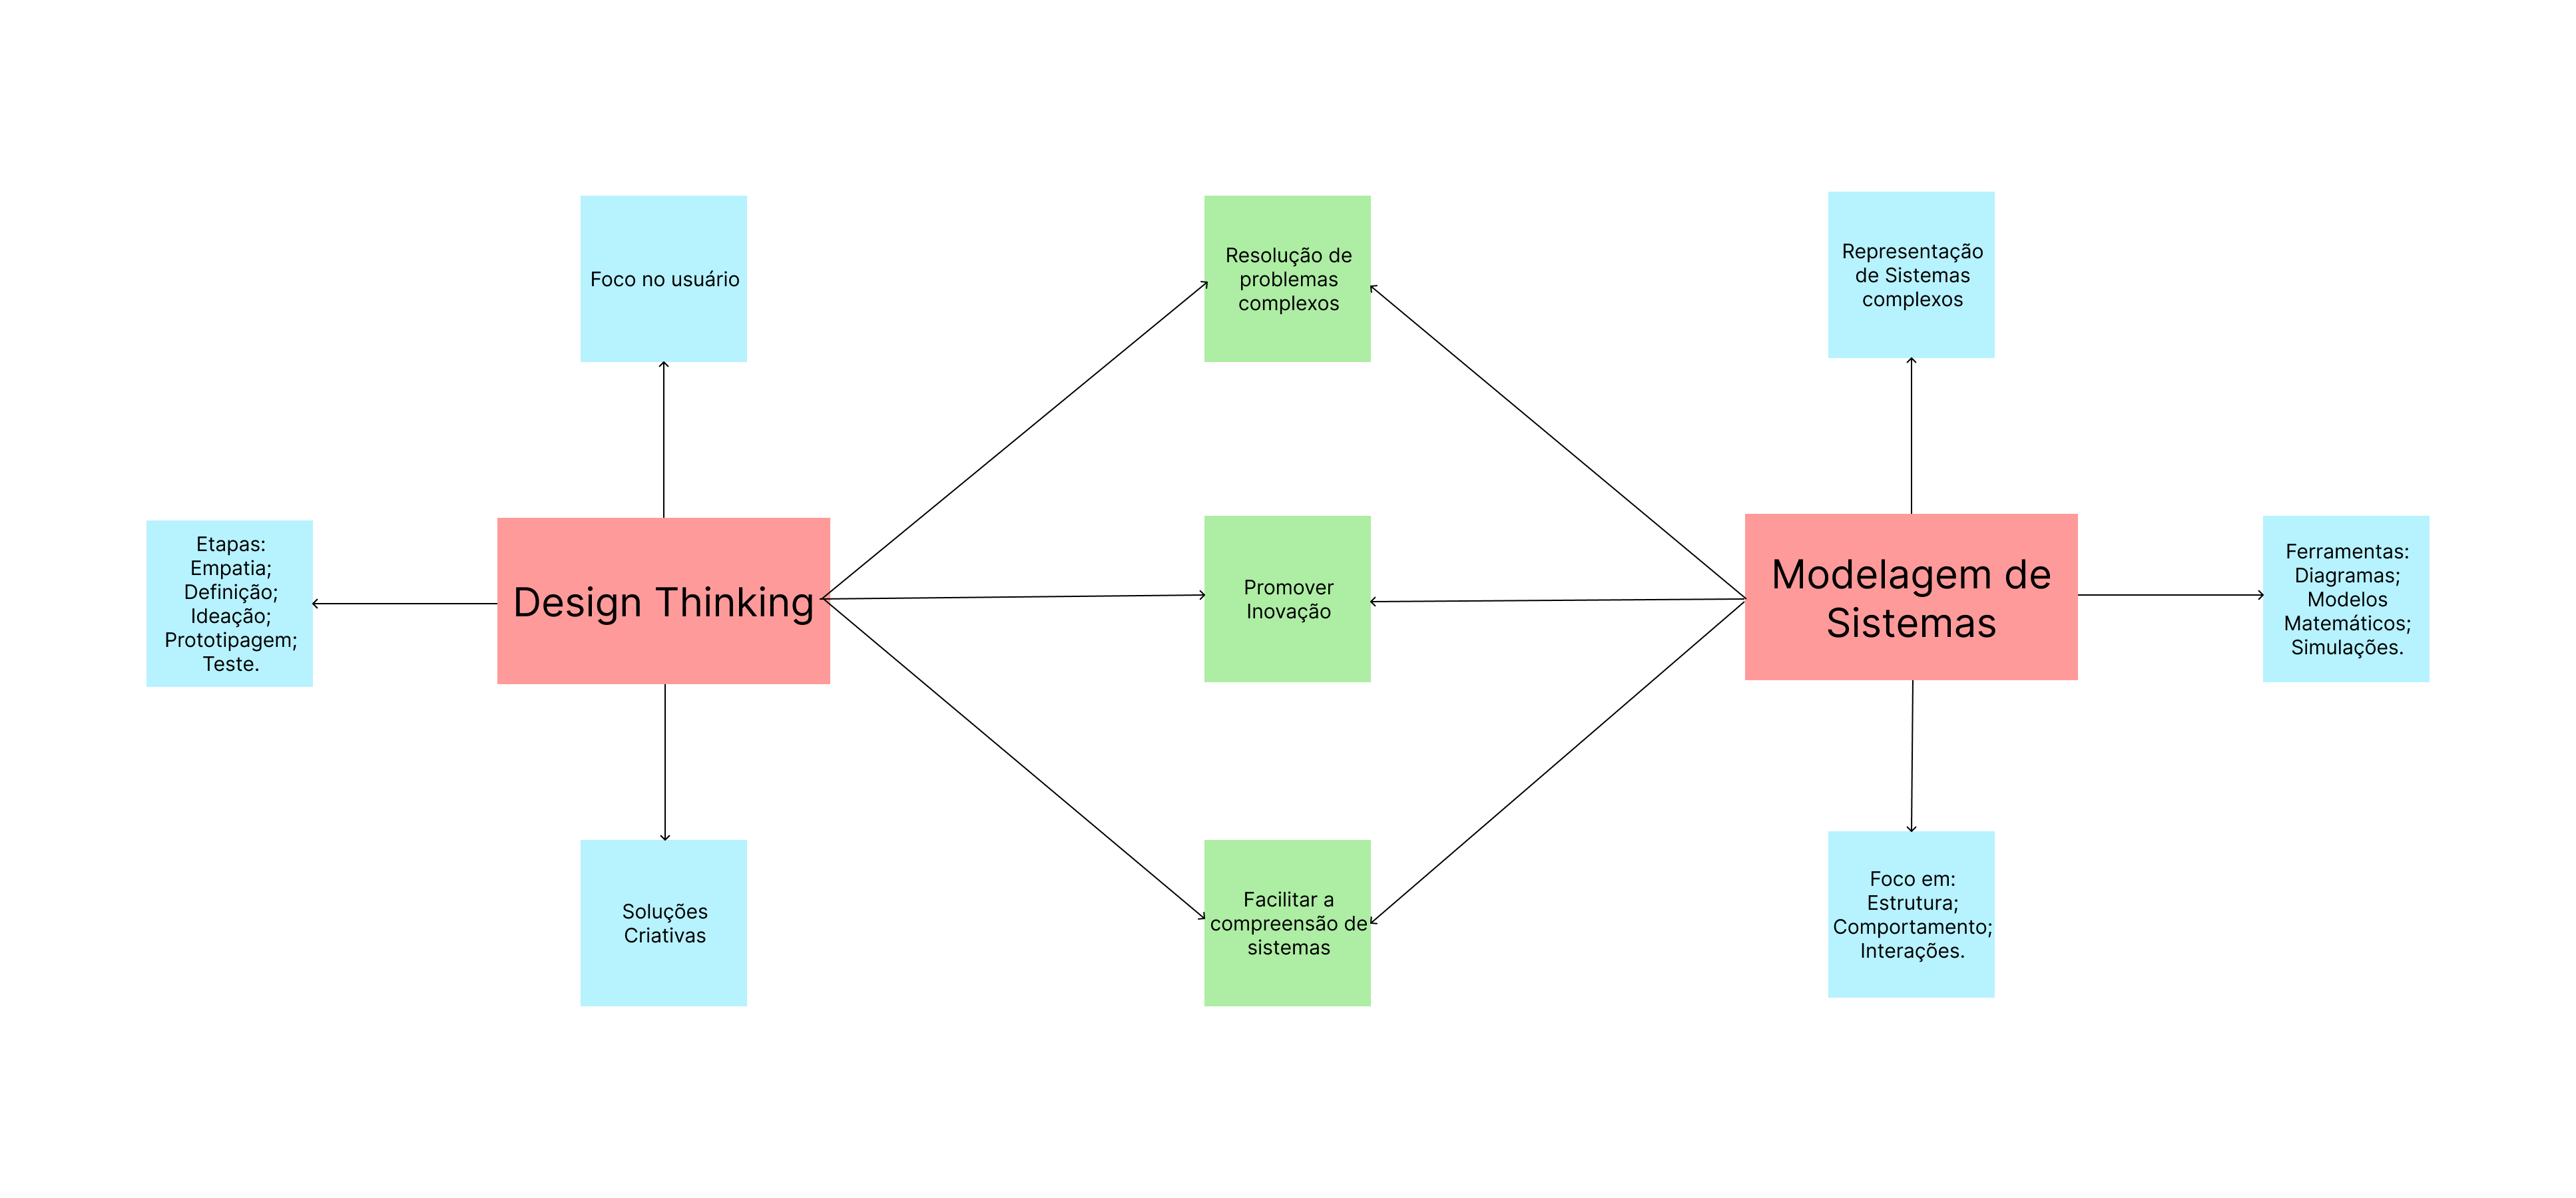 Foco no usuário
Resolução de
problemas
complexos
Representação
de Sistemas
complexos
Etapas:
Empatia;
Definição;
Ideação;
Prototipagem;
Teste.
Design Thinking
Promover
Inovação
Modelagem de
Sistemas
Ferramentas:
Diagramas;
Modelos
Matemáticos;
Simulações.
Soluções
Criativas
Facilitar a
compreensão de
sistemas
Foco em:
Estrutura;
Comportamento;
Interações.